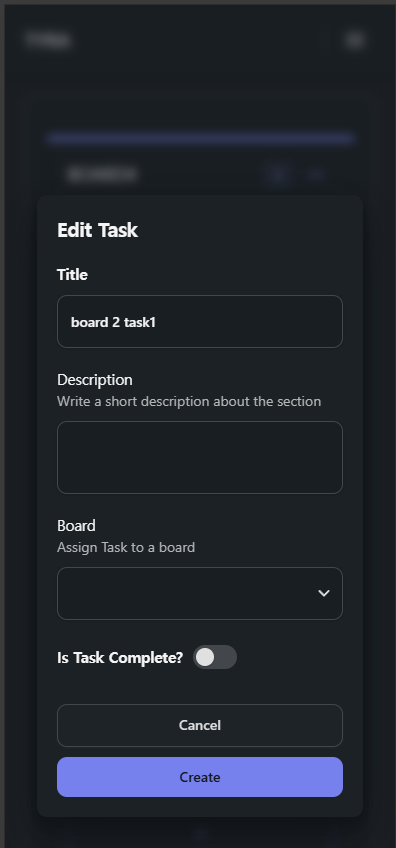 Edit Task
Title
board 2 task1
Description
Write a short description about the section
Board
Assign Task to a board
Is Task Complete?
Cancel
Create